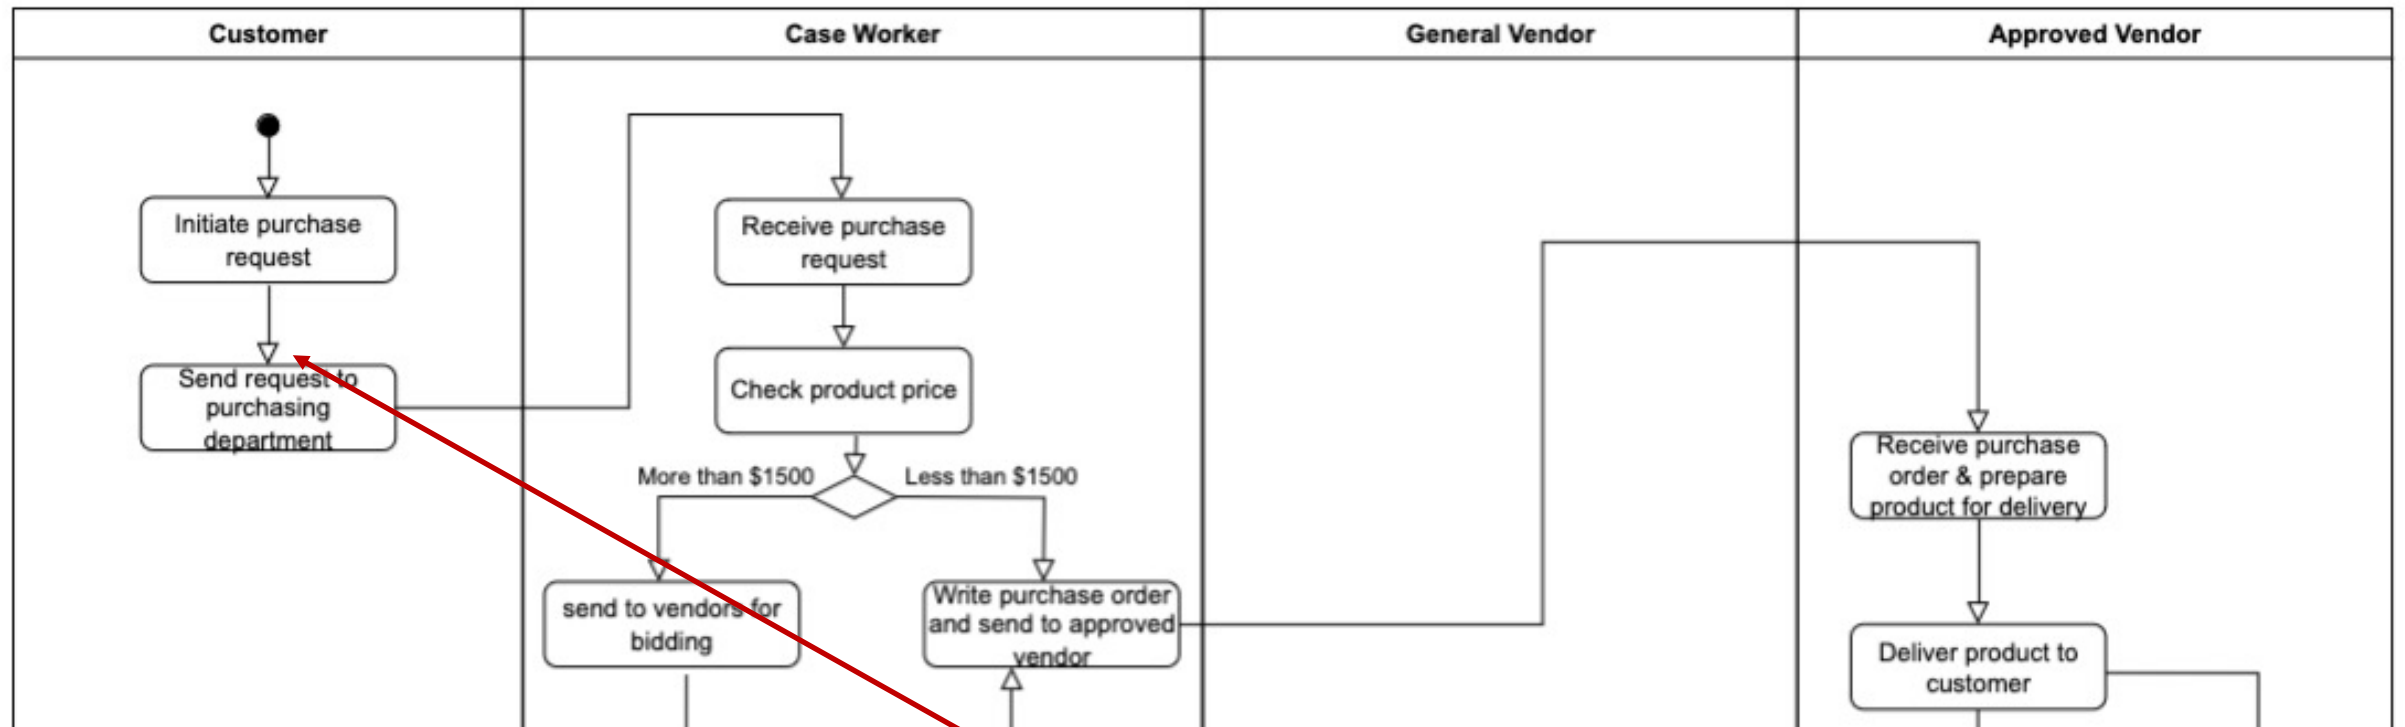 Customer
Case Worker
General Vendor
Approved Vendor
Initiate purchase
request
Send request to
purchasing
department
Receive purchase
request
Check product price
More than $1500
Less than $1500
send to vendors for
bidding
Write purchase order
and send to approved
vendor
Receive purchase
order & prepare
product for delivery
Deliver product to
customer